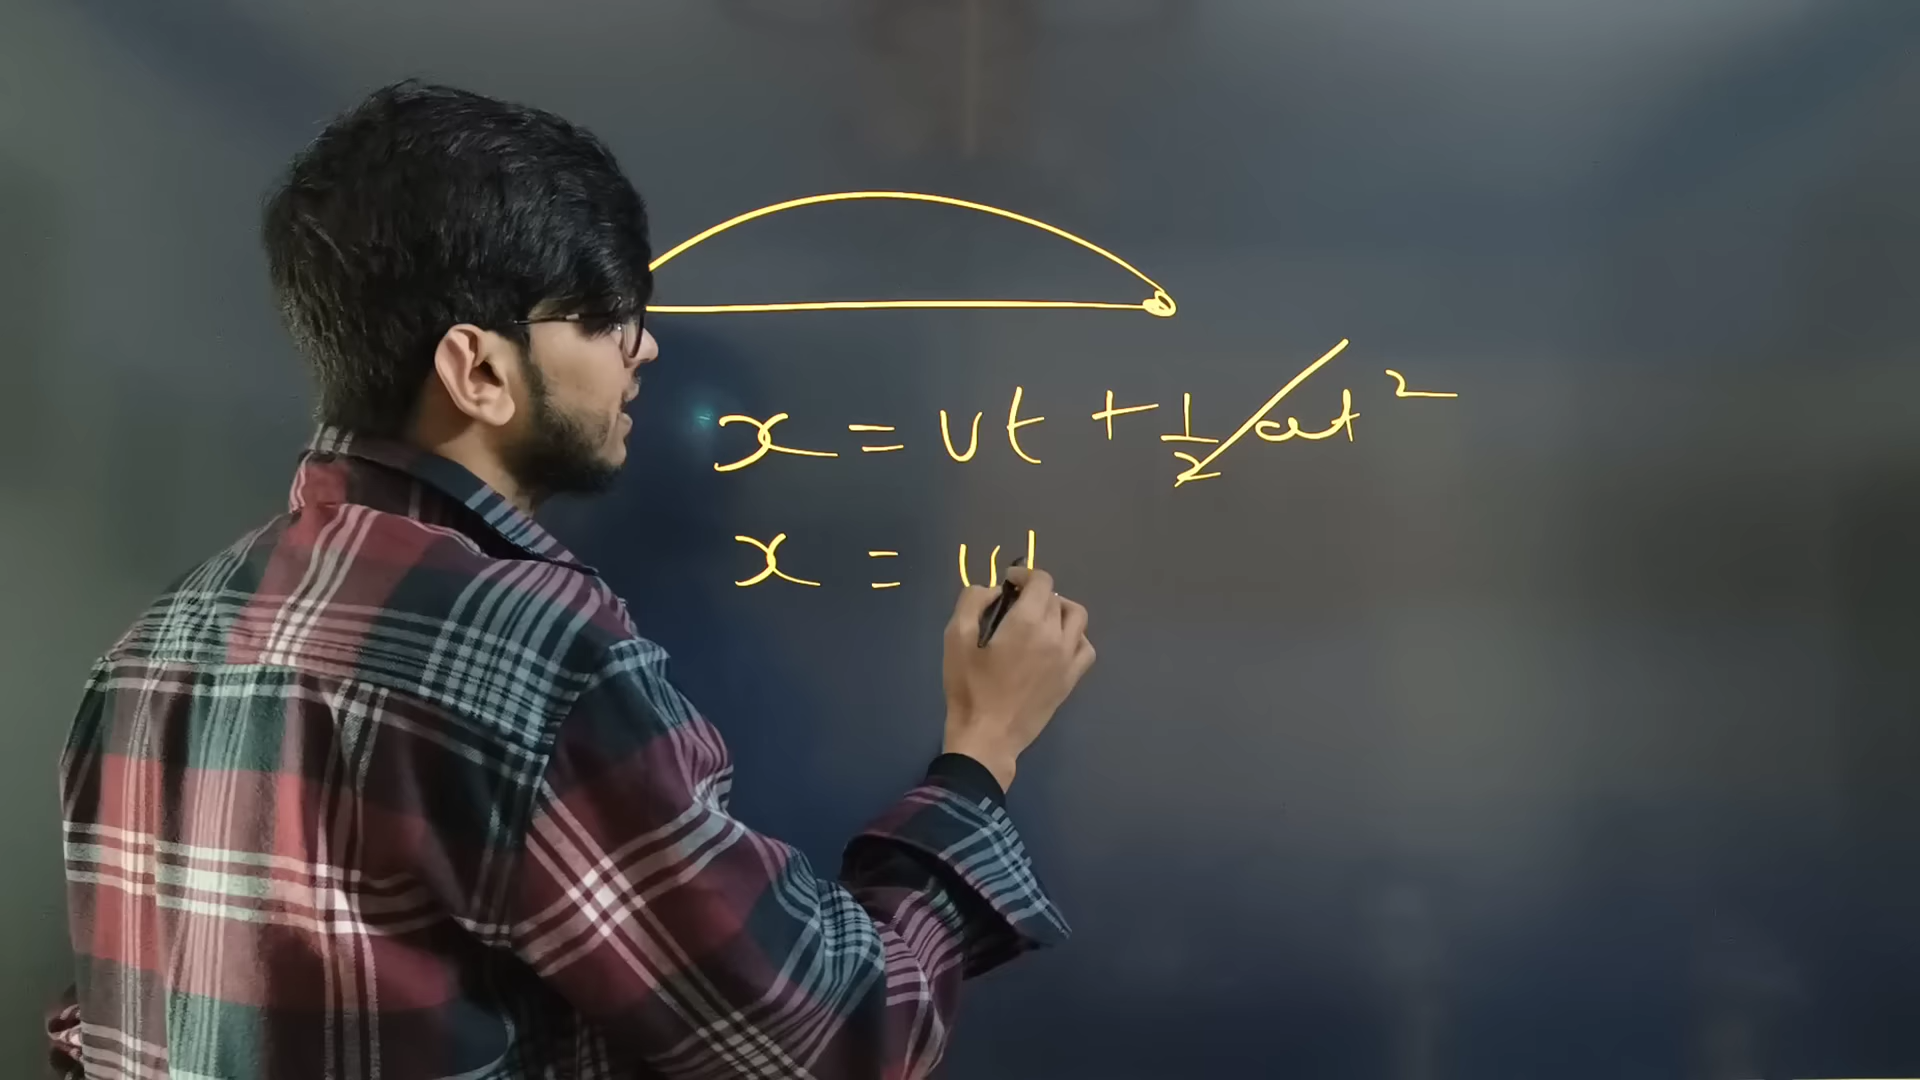 x = ut + 1/2 at²
x = ut